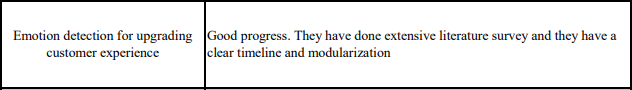 Emotion detection for upgrading
customer experience
Good progress. They have done extensive literature survey and they have a
clear timeline and modularization